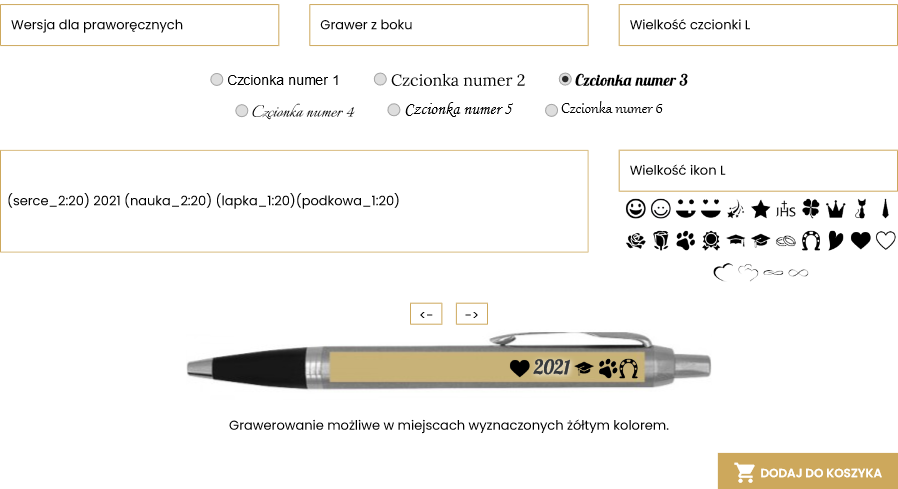 Wersja dla praworęcznych
Grawer z boku
Wielkość czcionki L
Czcionka numer 1
Czcionka numer 2
Czcionka numer 3
Czcionka numer 4
Czcionka numer 5
Czcionka numer 6
(serce_2:20) 2021 (nauka_2:20) (lapka_1:20)(podkowa_1:20)
Wielkość ikon L
IHS
<- ->
2021
Grawerowanie możliwe w miejscach wyznaczonych żółtym kolorem.
DODAJ DO KOSZYKA